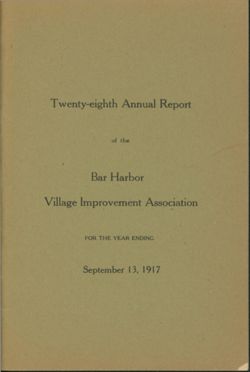 Twenty-eighth Annual Report
of the
Bar Harbor
Village Improvement Association
FOR THE YEAR ENDING
September 13, 1917